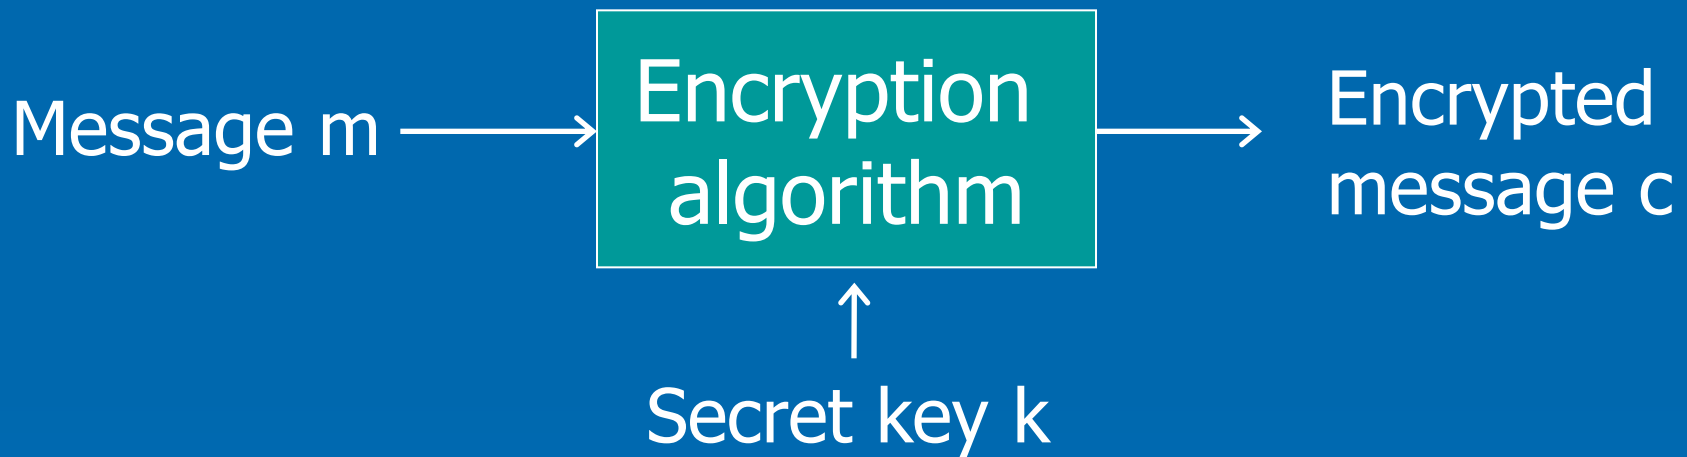 Message m
Encryption
algorithm
Encrypted
message c
Secret key k